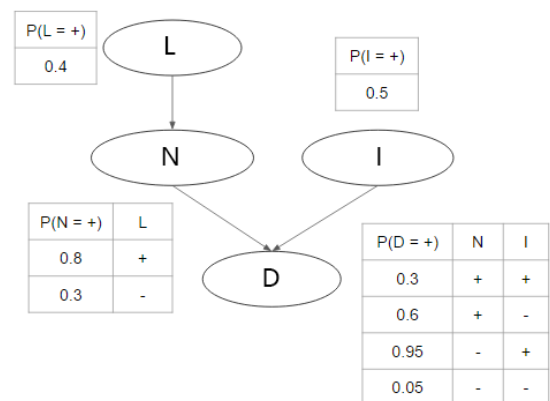 P(L = +)
0.4
L
P(I = +)
0.5
N
I
P(N = +) L
0.8 +
0.3 -
D
P(D = +) N I
0.3 + +
0.6 + -
0.95 - +
0.05 - -